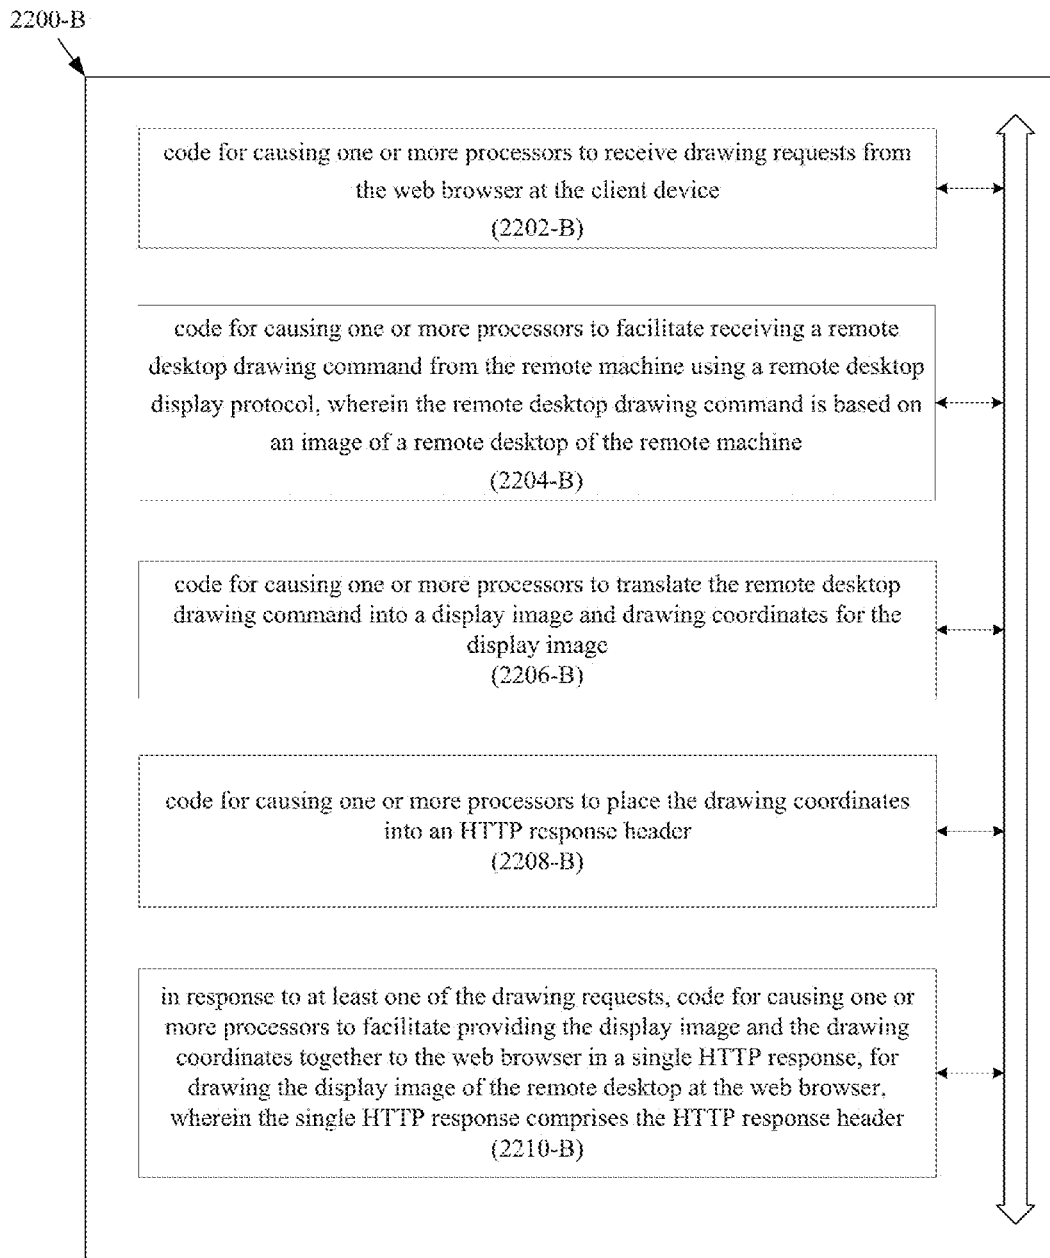 2200-B
code for causing one or more processors to receive drawing requests from
the web browser at the client device
(2202-B)
code for causing one or more processors to facilitate receiving a remote
desktop drawing command from the remote machine using a remote desktop
display protocol, wherein the remote desktop drawing command is based on
an image of a remote desktop of the remote machine
(2204-B)
code for causing one or more processors to translate the remote desktop
drawing command into a display image and drawing coordinates for the
display image
(2206-B)
code for causing one or more processors to place the drawing coordinates
into an HTTP response header
(2208-B)
in response to at least one of the drawing requests, code for causing one or
more processors to facilitate providing the display image and the drawing
coordinates together to the web browser in a single HTTP response, for
drawing the display image of the remote desktop at the web browser,
wherein the single HTTP response comprises the HTTP response header
(2210-B)